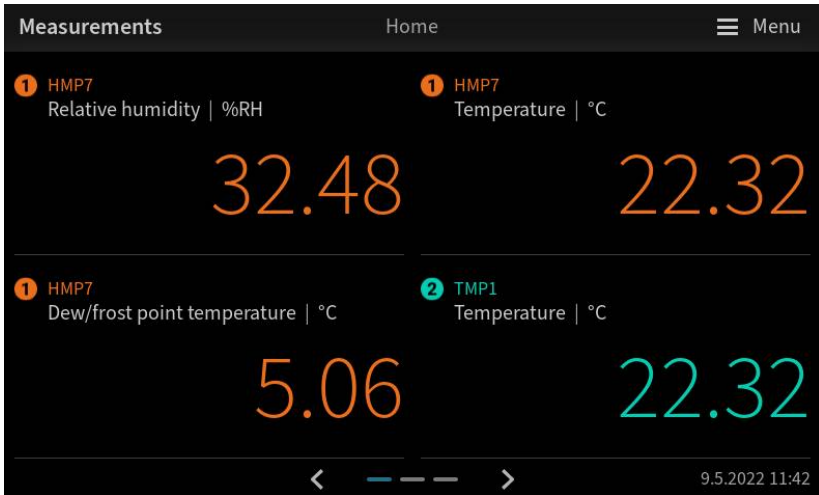 Measurements Home Menu
1 HMP7
Relative humidity | %RH
32.48
1 HMP7
Temperature | °C
22.32
1 HMP7
Dew/frost point temperature | °C
5.06
2 TMP1
Temperature | °C
22.32
9.5.2022 11:42